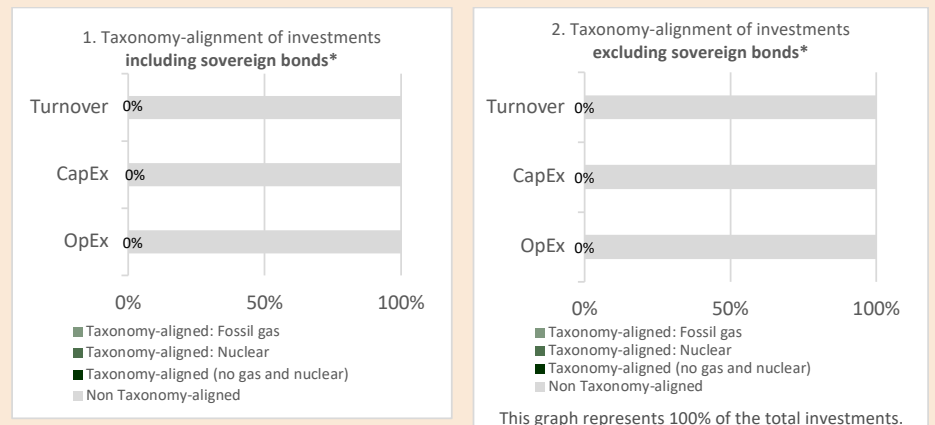 1. Taxonomy-alignment of investments
including sovereign bonds*
Turnover 0%
CapEx 0%
OpEx 0%
0% 50% 100%
Taxonomy-aligned: Fossil gas
Taxonomy-aligned: Nuclear
Taxonomy-aligned (no gas and nuclear)
Non Taxonomy-aligned
2. Taxonomy-alignment of investments
excluding sovereign bonds*
Turnover 0%
CapEx 0%
OpEx 0%
0% 50% 100%
Taxonomy-aligned: Fossil gas
Taxonomy-aligned: Nuclear
Taxonomy-aligned (no gas and nuclear)
Non Taxonomy-aligned
This graph represents 100% of the total investments.